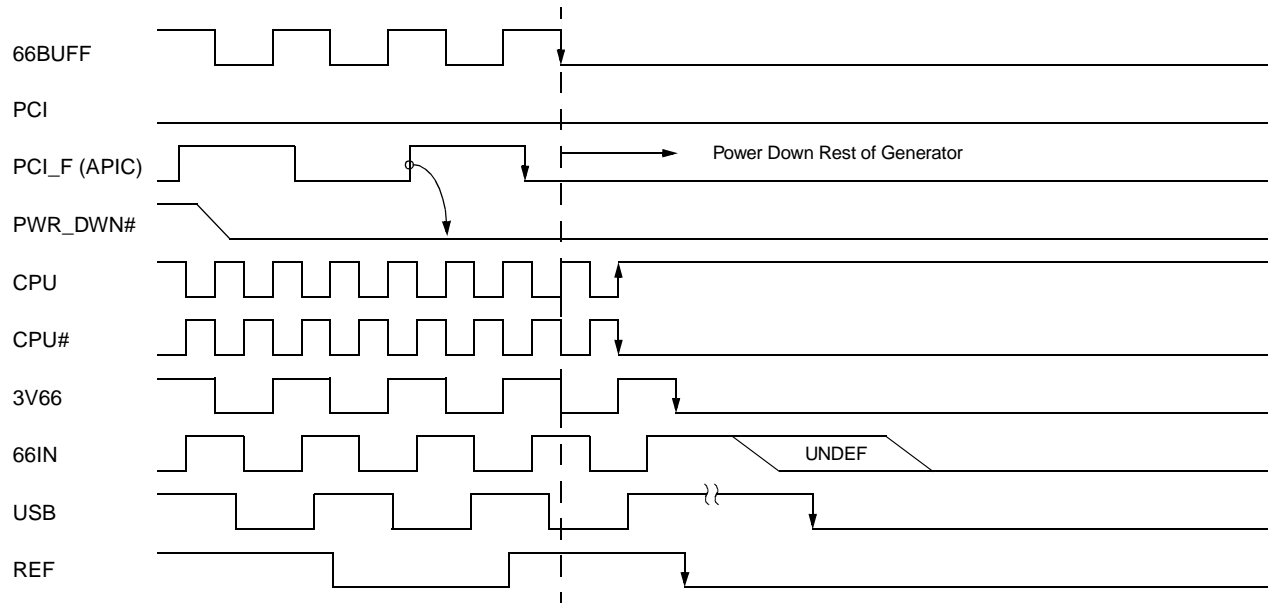 66BUFF
PCI
PCI_F (APIC)
Power Down Rest of Generator
PWR_DWN#
CPU
CPU#
3V66
66IN
UNDEF
USB
REF